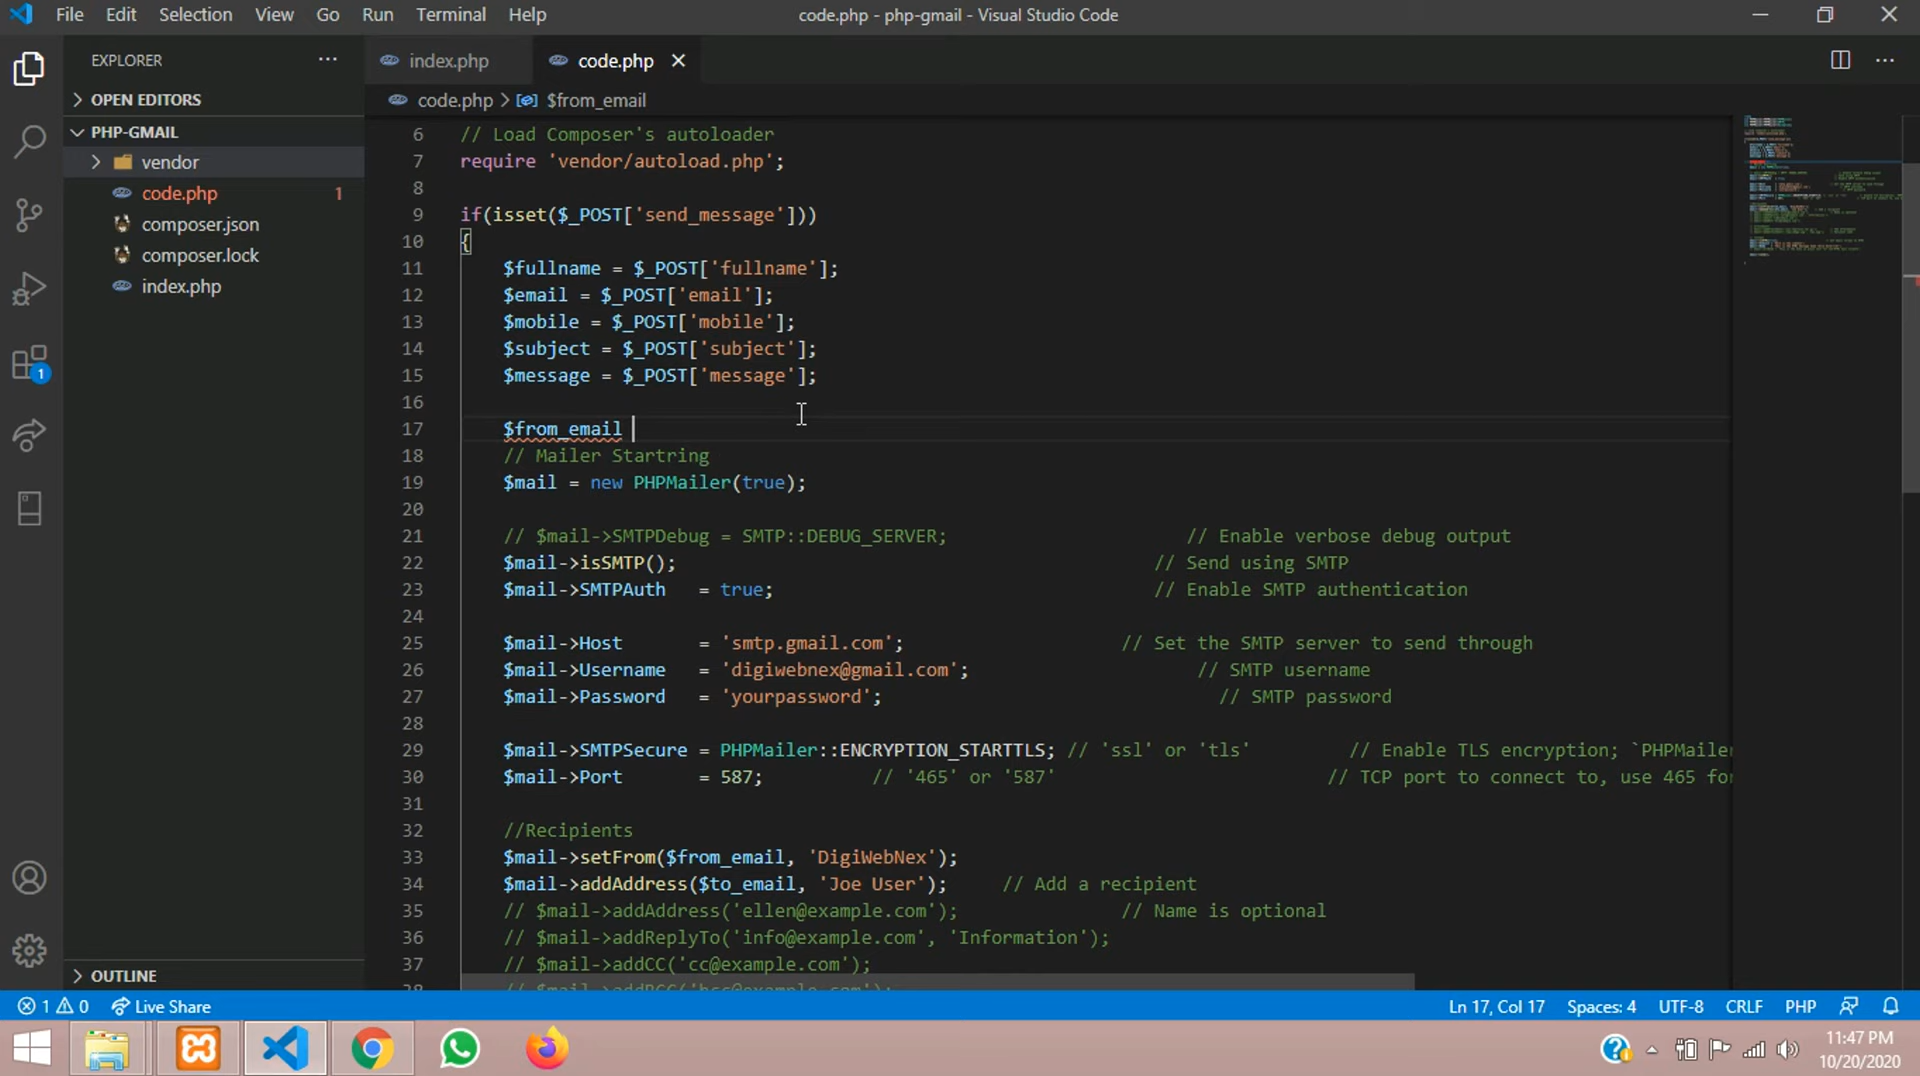 File Edit Selection View Go Run Terminal Help
code.php - php-gmail - Visual Studio Code
EXPLORER
OPEN EDITORS
PHP-GMAIL
vendor
code.php 1
composer.json
composer.lock
index.php
OUTLINE
1
index.php
code.php
code.php > $from_email
6 // Load Composer's autoloader
7 require 'vendor/autoload.php';
8
9 if(isset($_POST['send_message']))
10 {
11 $fullname = $_POST['fullname'];
12 $email = $_POST['email'];
13 $mobile = $_POST['mobile'];
14 $subject = $_POST['subject'];
15 $message = $_POST['message'];
16
17 $from_email
18 // Mailer Startring
19 $mail = new PHPMailer(true);
20
21 // $mail->SMTPDebug = SMTP::DEBUG_SERVER; // Enable verbose debug output
22 $mail->isSMTP(); // Send using SMTP
23 $mail->SMTPAuth = true; // Enable SMTP authentication
24
25 $mail->Host = 'smtp.gmail.com'; // Set the SMTP server to send through
26 $mail->Username = 'digiwebnex@gmail.com'; // SMTP username
27 $mail->Password = 'yourpassword'; // SMTP password
28
29 $mail->SMTPSecure = PHPMailer::ENCRYPTION_STARTTLS; // 'ssl' or 'tls' // Enable TLS encryption; `PHPMailer
30 $mail->Port = 587; // '465' or '587' // TCP port to connect to, use 465 for
31
32 //Recipients
33 $mail->setFrom($from_email, 'DigiWebNex');
34 $mail->addAddress($to_email, 'Joe User'); // Add a recipient
35 // $mail->addAddress('ellen@example.com'); // Name is optional
36 // $mail->addReplyTo('info@example.com', 'Information');
37 // $mail->addCC('cc@example.com');
38 // $mail->addBCC('bcc@example.com');
1 0 Live Share
Ln 17, Col 17 Spaces: 4 UTF-8 CRLF PHP
11:47 PM
10/20/2020